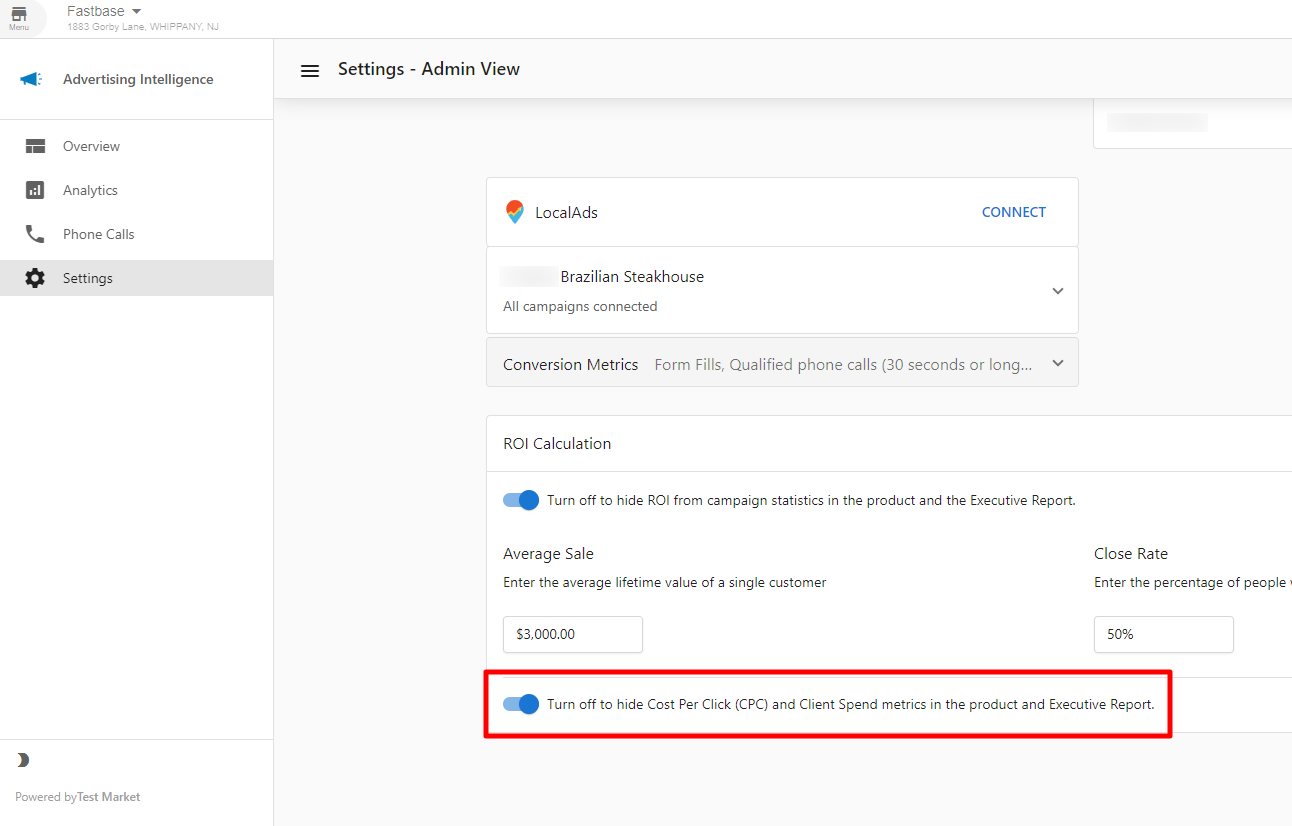 Menu
Fastbase
1883 Gorby Lane, WHIPPANY, NJ
Advertising Intelligence
Overview
Analytics
Phone Calls
Settings
Powered byTest Market
Settings - Admin View
LocalAds
CONNECT
Brazilian Steakhouse
All campaigns connected
Conversion Metrics Form Fills, Qualified phone calls (30 seconds or long...
ROI Calculation
Turn off to hide ROI from campaign statistics in the product and the Executive Report.
Average Sale
Enter the average lifetime value of a single customer
$3,000.00
Close Rate
Enter the percentage of people
50%
Turn off to hide Cost Per Click (CPC) and Client Spend metrics in the product and Executive Report.